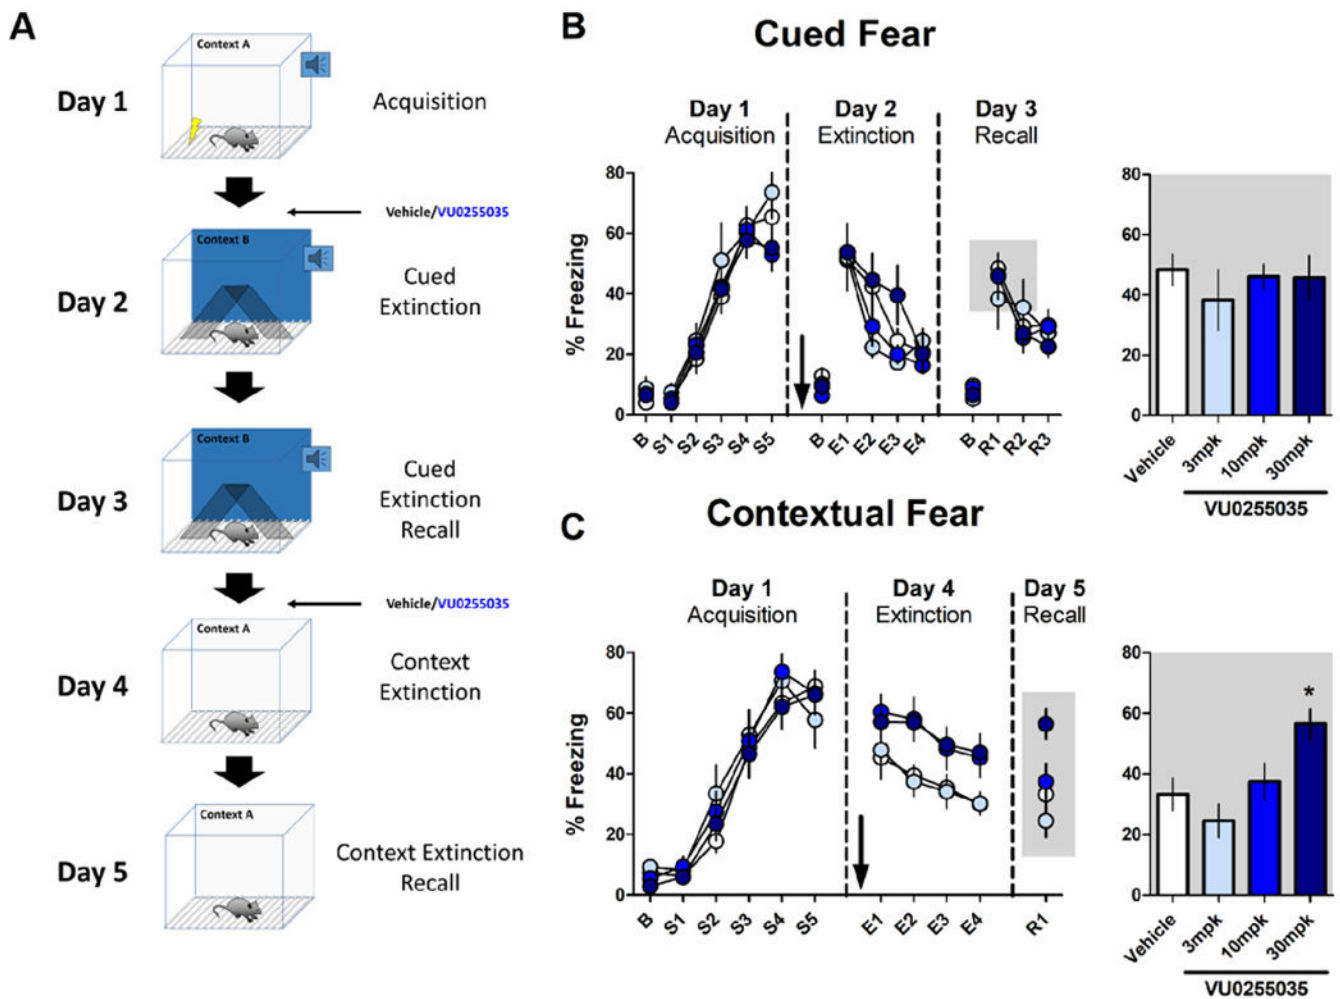 A
Context A
Day 1
Acquisition
Vehicle/VU0255035
Context B
Day 2
Cued
Extinction
Context B
Day 3
Cued
Extinction
Recall
Vehicle/VU0255035
Context A
Day 4
Context
Extinction
Context A
Day 5
Context Extinction
Recall
B
Cued Fear
Day 1
Acquisition
Day 2
Extinction
Day 3
Recall
% Freezing
80
60
40
20
0
B S1 S2 S3 S4 S5 B E1 E2 E3 E4 B R1 R2 R3
80
60
40
20
0
Vehicle 3mpk 10mpk 30mpk
VU0255035
C
Contextual Fear
Day 1
Acquisition
Day 4
Extinction
Day 5
Recall
% Freezing
80
60
40
20
0
B S1 S2 S3 S4 S5 E1 E2 E3 E4 R1
80
60
40
20
0
*
Vehicle 3mpk 10mpk 30mpk
VU0255035